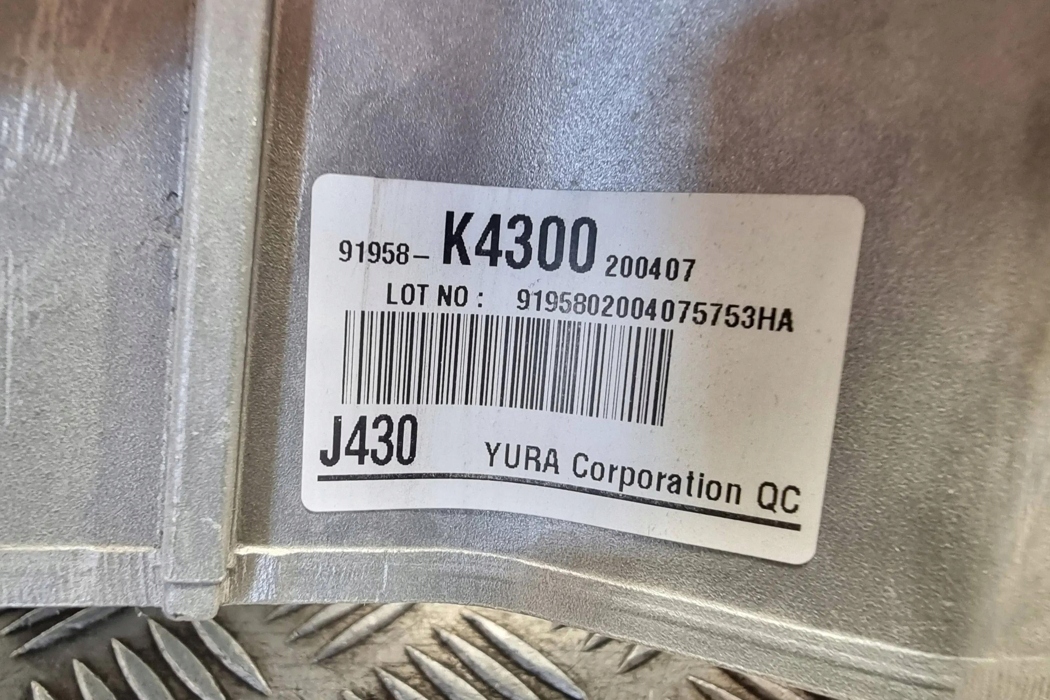 91958- K4300 200407
LOT NO : 9195802004075753HA
J430 YURA Corporation QC